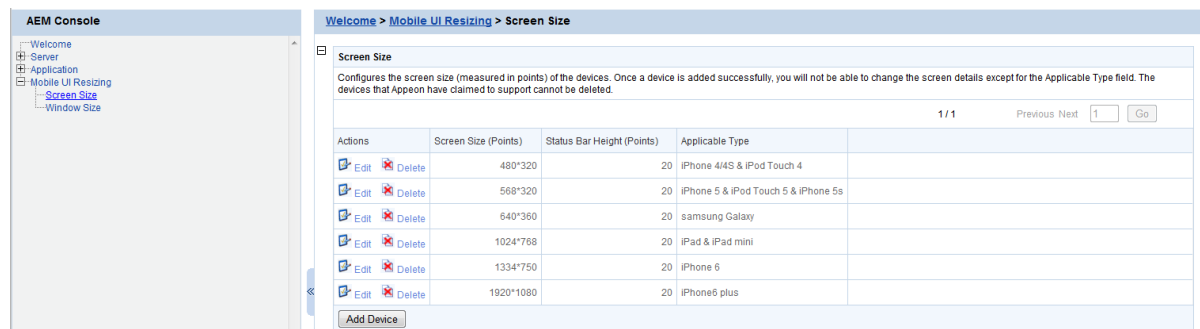 AEM Console
Welcome
Server
Application
Mobile UI Resizing
Screen Size
Window Size
Welcome > Mobile UI Resizing > Screen Size
Screen Size
Configures the screen size (measured in points) of the devices. Once a device is added successfully, you will not be able to change the screen details except for the Applicable Type field. The
devices that Appeon have claimed to support cannot be deleted.
1 / 1 Previous Next 1 Go
Actions Screen Size (Points) Status Bar Height (Points) Applicable Type
Edit Delete 480*320 20 iPhone 4/4S & iPod Touch 4
Edit Delete 568*320 20 iPhone 5 & iPod Touch 5 & iPhone 5s
Edit Delete 640*360 20 samsung Galaxy
Edit Delete 1024*768 20 iPad & iPad mini
Edit Delete 1334*750 20 iPhone 6
Edit Delete 1920*1080 20 iPhone6 plus
Add Device